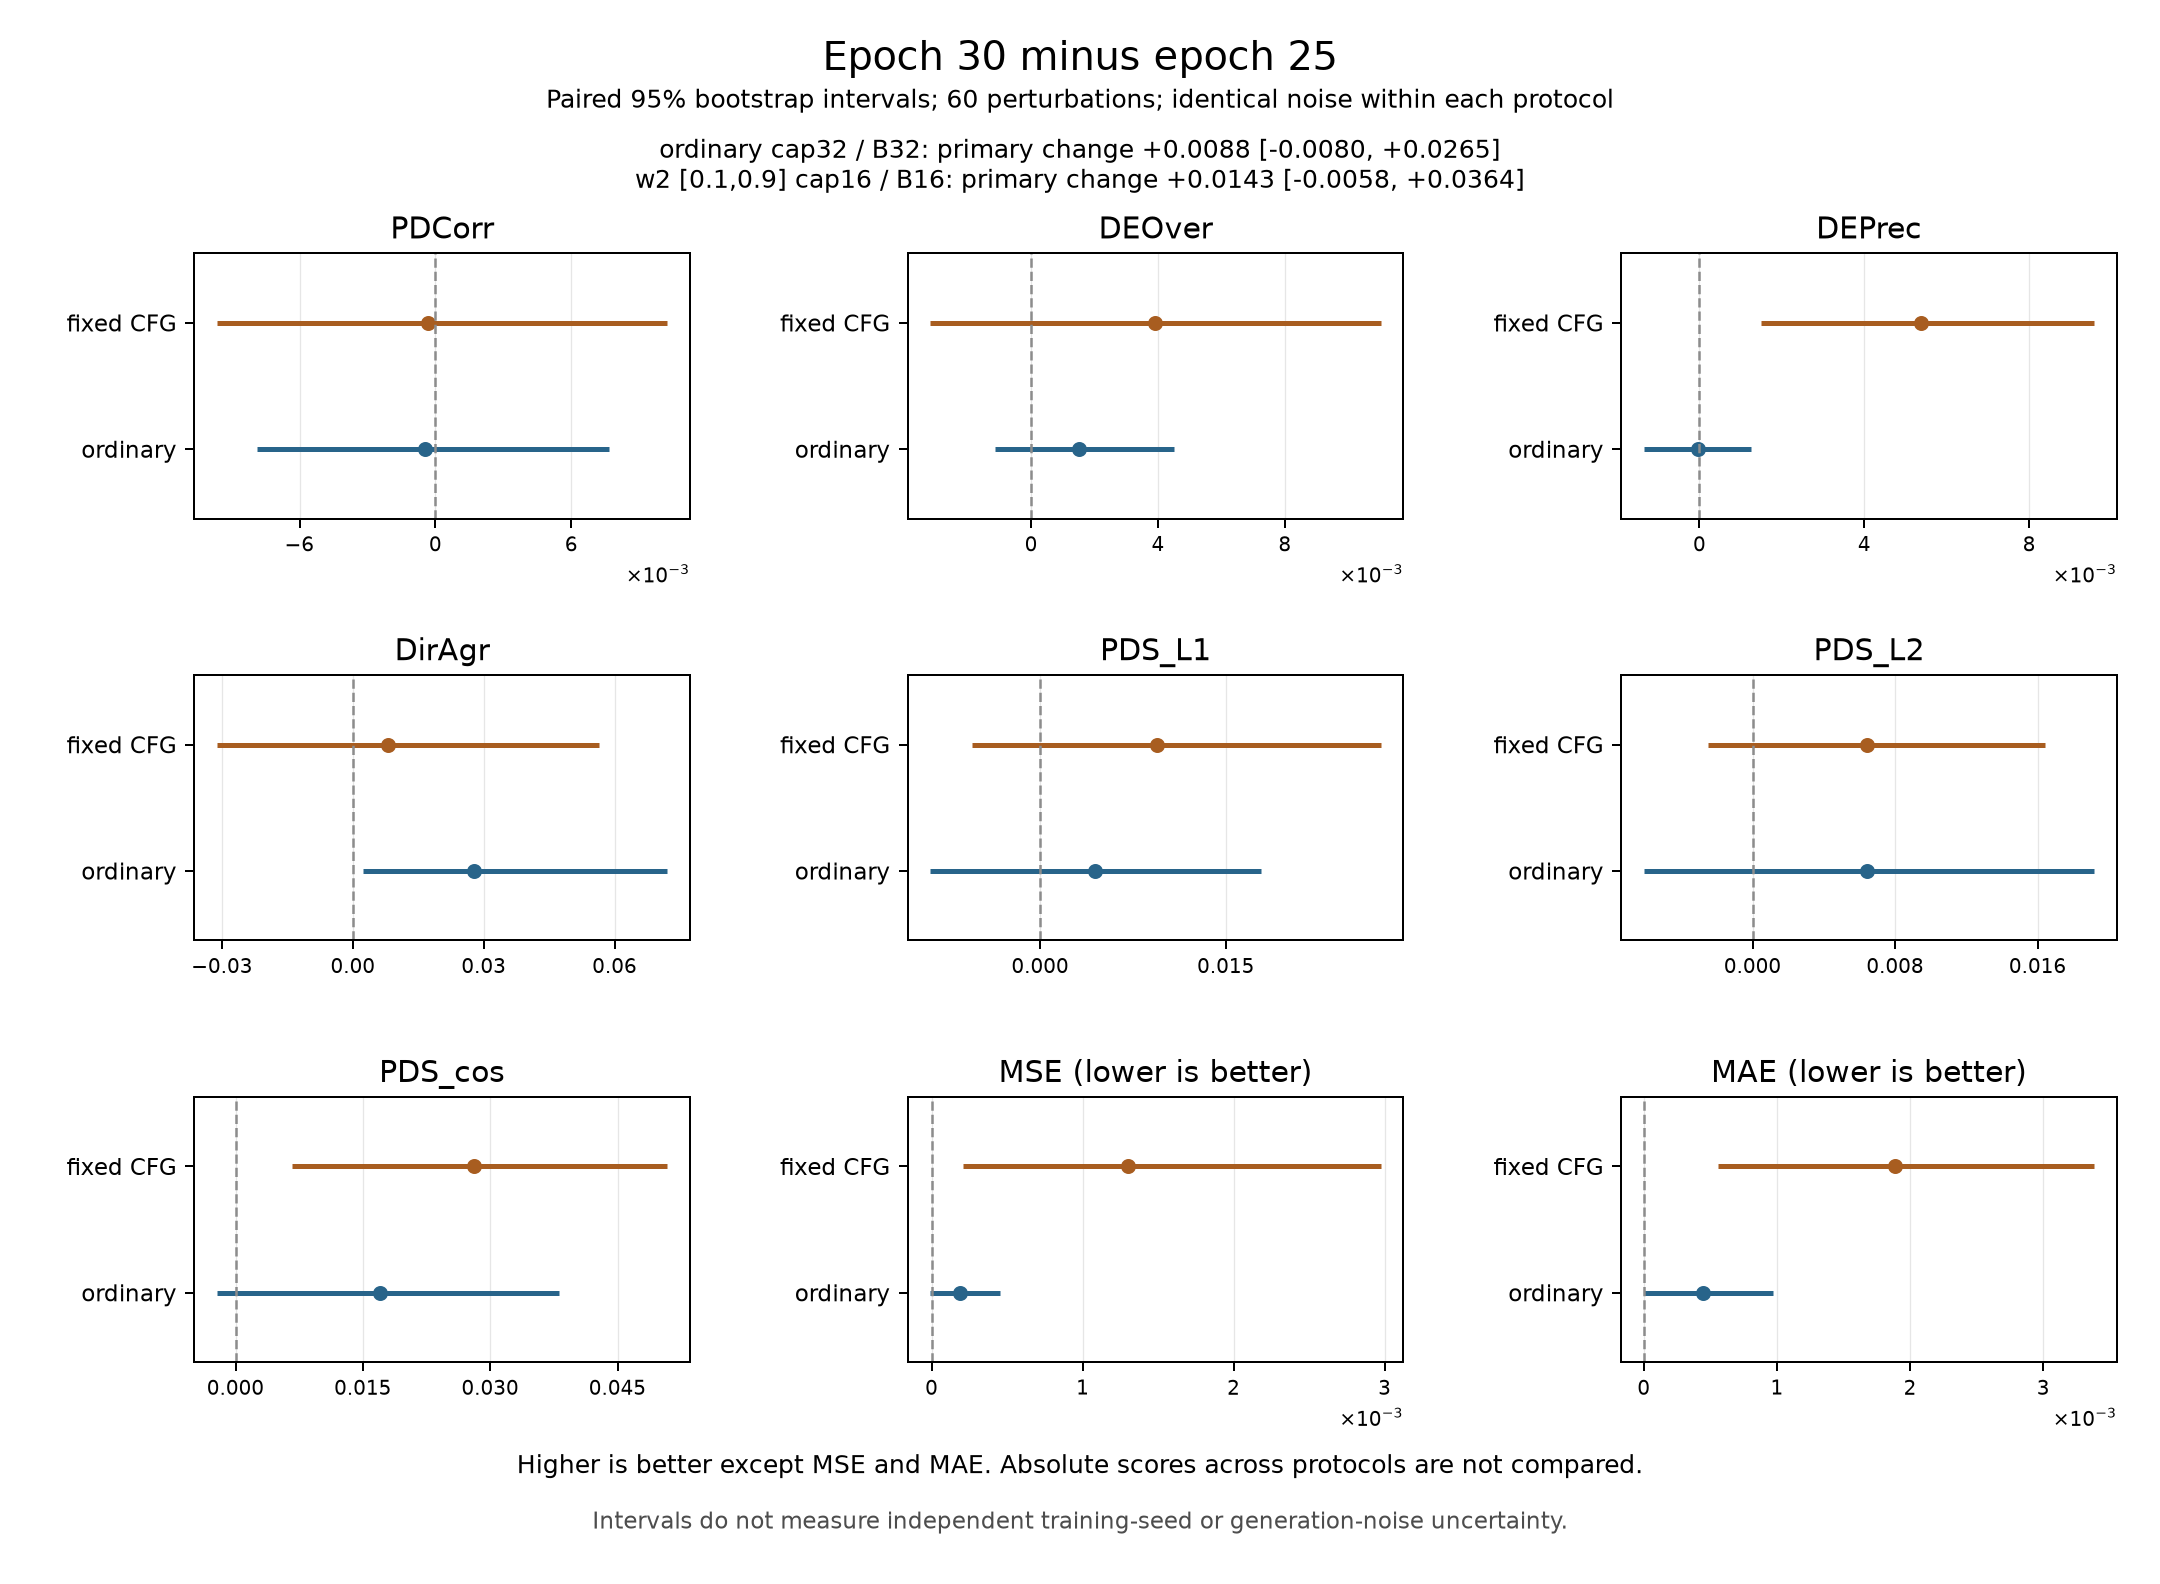 Epoch 30 minus epoch 25
Paired 95% bootstrap intervals; 60 perturbations; identical noise within each protocol
ordinary cap32 / B32: primary change +0.0088 [-0.0080, +0.0265]
w2 [0.1,0.9] cap16 / B16: primary change +0.0143 [-0.0058, +0.0364]
PDCorr
fixed CFG
ordinary
−6 0 6
×10⁻³
DEOver
fixed CFG
ordinary
0 4 8
×10⁻³
DEPrec
fixed CFG
ordinary
0 4 8
×10⁻³
DirAgr
fixed CFG
ordinary
−0.03 0.00 0.03 0.06
PDS_L1
fixed CFG
ordinary
0.000 0.015
PDS_L2
fixed CFG
ordinary
0.000 0.008 0.016
PDS_cos
fixed CFG
ordinary
0.000 0.015 0.030 0.045
MSE (lower is better)
fixed CFG
ordinary
0 1 2 3
×10⁻³
MAE (lower is better)
fixed CFG
ordinary
0 1 2 3
×10⁻³
Higher is better except MSE and MAE. Absolute scores across protocols are not compared.
Intervals do not measure independent training-seed or generation-noise uncertainty.